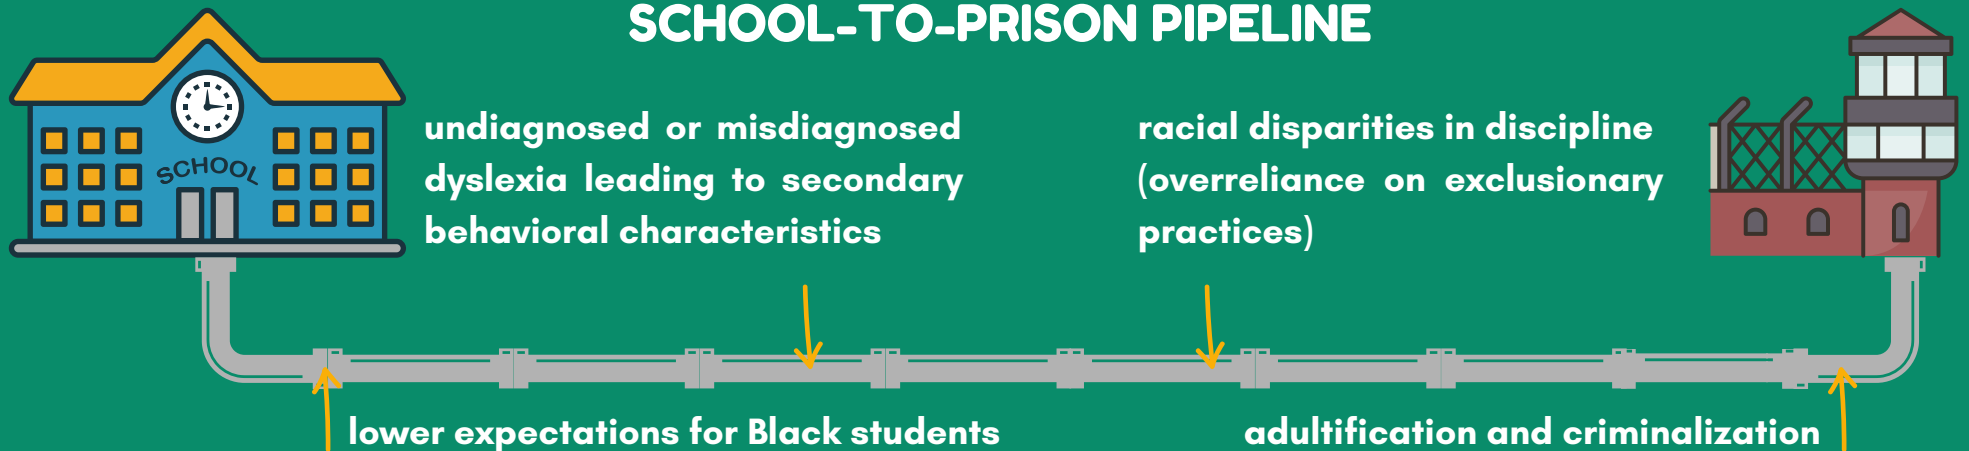 SCHOOL-TO-PRISON PIPELINE
SCHOOL
undiagnosed or misdiagnosed
dyslexia leading to secondary
behavioral characteristics
racial disparities in discipline
(overreliance on exclusionary
practices)
lower expectations for Black students
adultification and criminalization